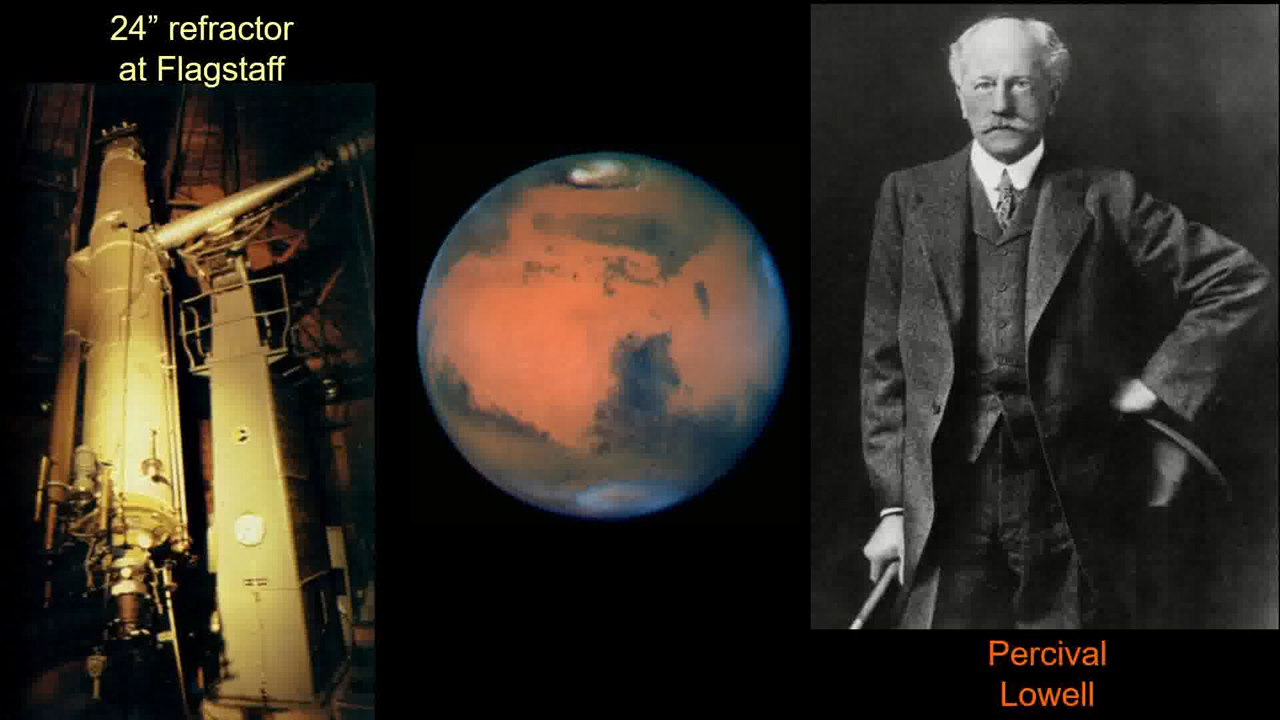 24” refractor
at Flagstaff
Percival
Lowell